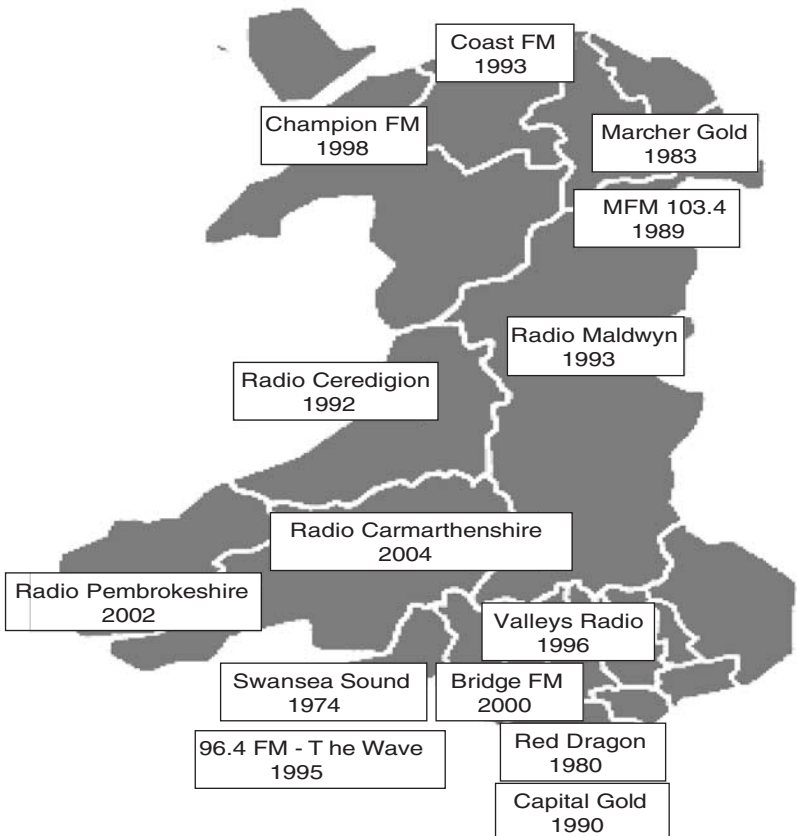 Coast FM
1993
Champion FM
1998
Marcher Gold
1983
MFM 103.4
1989
Radio Maldwyn
1993
Radio Ceredigion
1992
Radio Carmarthenshire
2004
Radio Pembrokeshire
2002
Valleys Radio
1996
Swansea Sound
1974
Bridge FM
2000
96.4 FM - T he Wave
1995
Red Dragon
1980
Capital Gold
1990